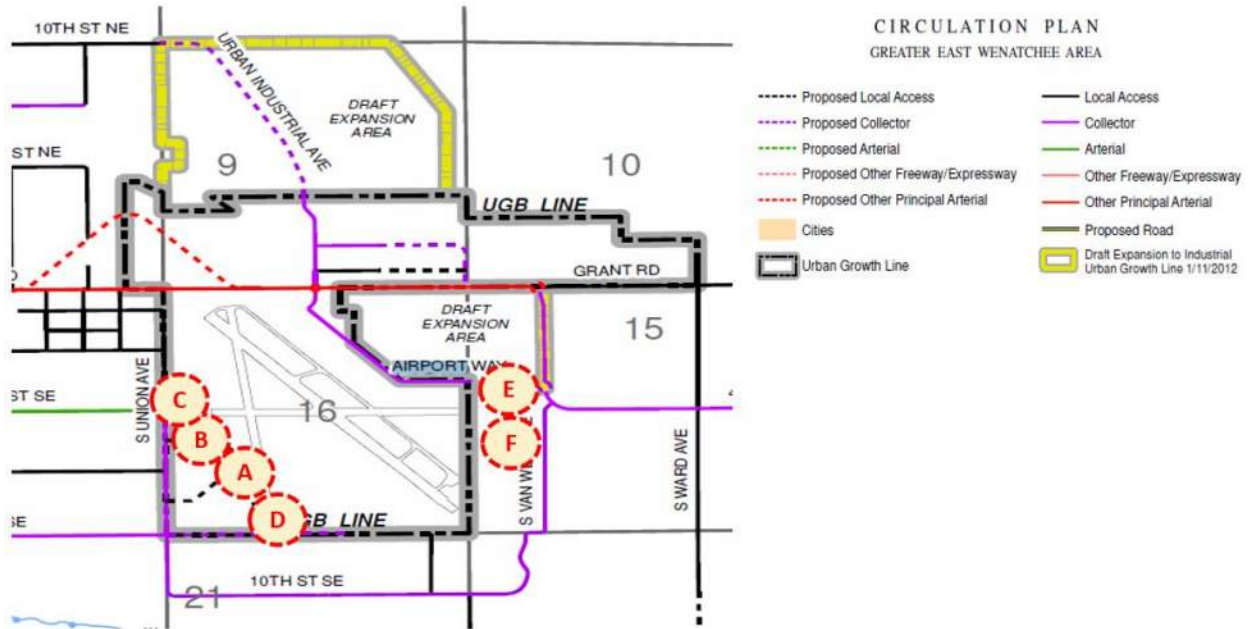 10TH ST NE
URBAN INDUSTRIAL AVE
DRAFT
EXPANSION
AREA
ST NE
9
10
UGB LINE
GRANT RD
DRAFT
EXPANSION
AREA
15
AIRPORT WAY
S UNION AVE
ST SE
C
B
A
D
16
E
F
S VAN WE
S WARD AVE
GB LINE
SE
10TH ST SE
21
CIRCULATION PLAN
GREATER EAST WENATCHEE AREA
Proposed Local Access
Proposed Collector
Proposed Arterial
Proposed Other Freeway/Expressway
Proposed Other Principal Arterial
Cities
Urban Growth Line
Local Access
Collector
Arterial
Other Freeway/Expressway
Other Principal Arterial
Proposed Road
Draft Expansion to Industrial
Urban Growth Line 1/11/2012